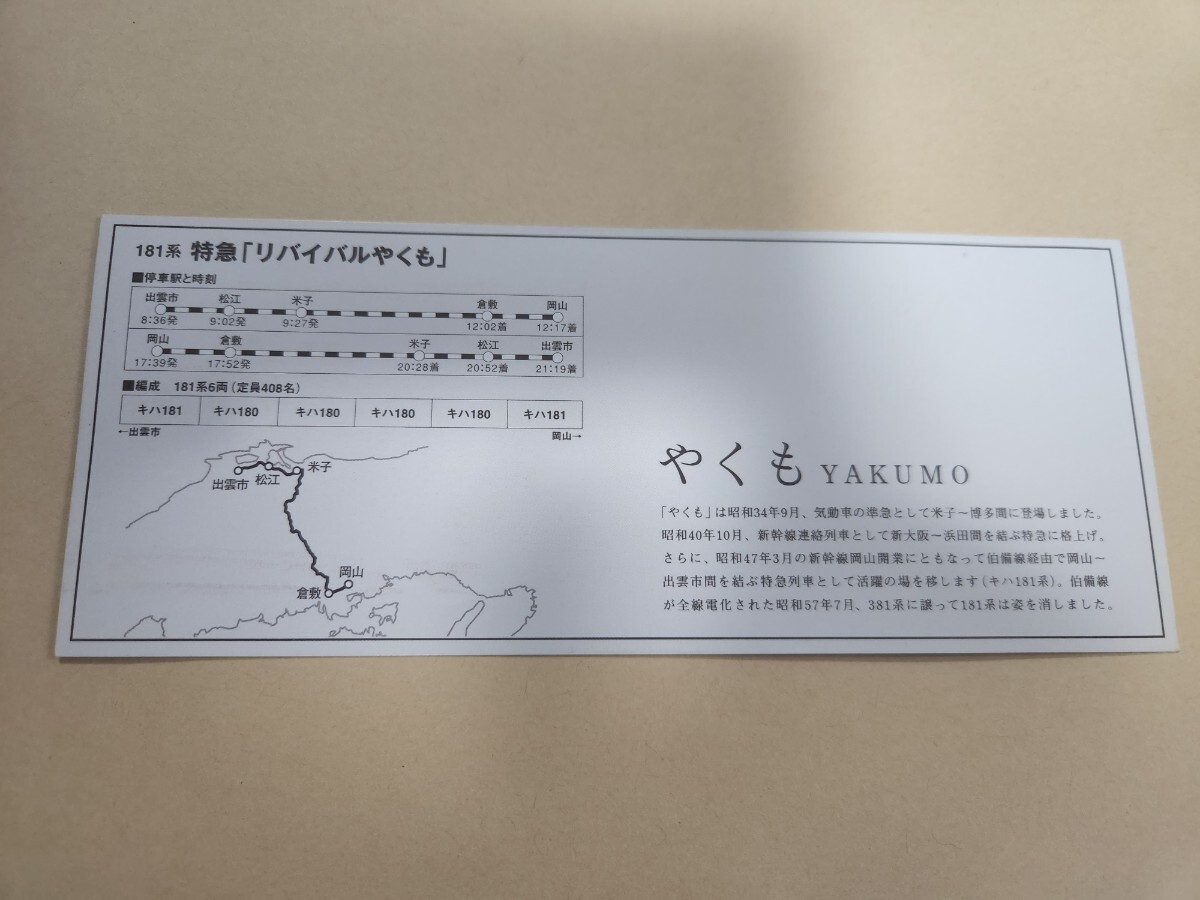 181系 特急「リバイバルやくも」
■停車駅と時刻
出雲市 松江 米子 倉敷 岡山
8:36発 9:02発 9:27発 12:02着 12:17着
岡山 倉敷 米子 松江 出雲市
17:39発 17:52発 20:28着 20:52着 21:19着
■編成 181系6両(定員408名)
キハ181 キハ180 キハ180 キハ180 キハ180 キハ181
←出雲市 岡山→
出雲市 松江 米子
岡山
倉敷
やくも YAKUMO
「やくも」は昭和34年9月、気動車の準急として米子〜博多間に登場しました。
昭和40年10月、新幹線連絡列車として新大阪〜浜田間を結ぶ特急に格上げ。
さらに、昭和47年3月の新幹線岡山開業にともなって伯備線経由で岡山〜
出雲市間を結ぶ特急列車として活躍の場を移します(キハ181系)。伯備線
が全線電化された昭和57年7月、381系に譲って181系は姿を消しました。